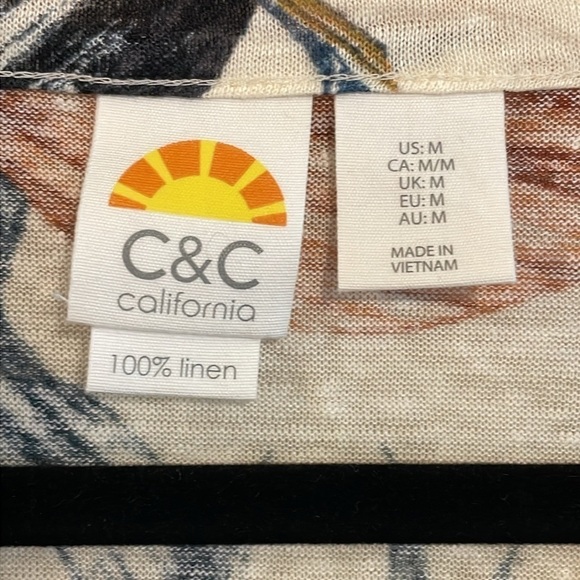 C&C
california
100% linen
US: M
CA: M/M
UK: M
EU: M
AU: M
MADE IN
VIETNAM